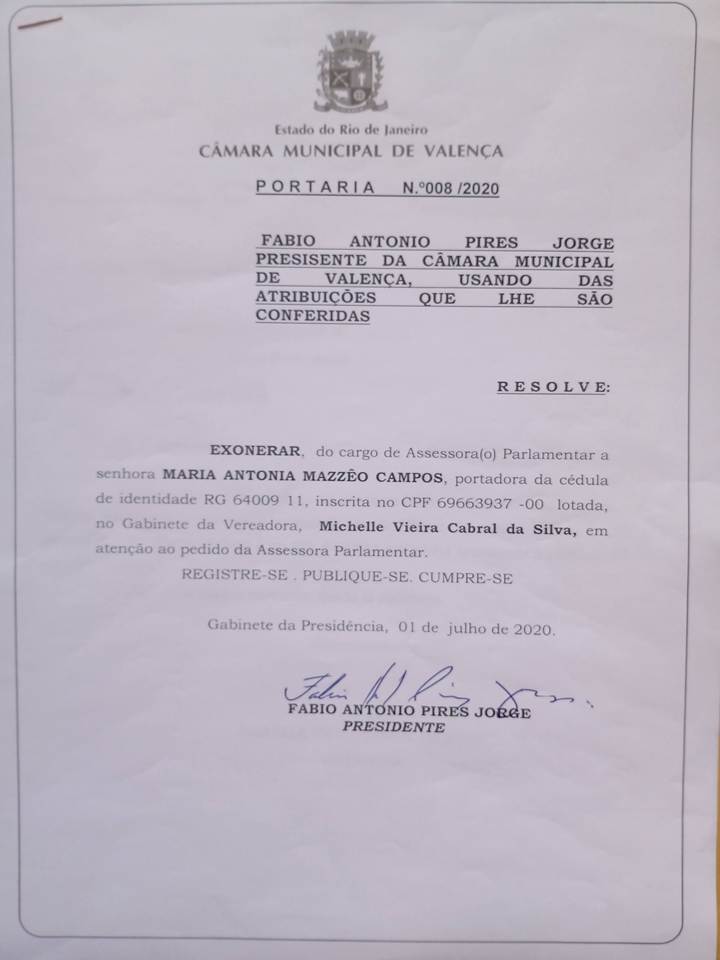 Estado do Rio de Janeiro
CÂMARA MUNICIPAL DE VALENÇA
PORTARIA N.º008 /2020
FABIO ANTONIO PIRES JORGE
PRESISENTE DA CÂMARA MUNICIPAL
DE VALENÇA, USANDO DAS
ATRIBUIÇÕES QUE LHE SÃO
CONFERIDAS
RESOLVE:
EXONERAR, do cargo de Assessora(o) Parlamentar a
senhora MARIA ANTONIA MAZZÊO CAMPOS, portadora da cédula
de identidade RG 64009 11, inscrita no CPF 69663937 -00 lotada,
no Gabinete da Vereadora, Michelle Vieira Cabral da Silva, em
atenção ao pedido da Assessora Parlamentar.
REGISTRE-SE . PUBLIQUE-SE. CUMPRE-SE
Gabinete da Presidência, 01 de julho de 2020.
FABIO ANTONIO PIRES JORGE
PRESIDENTE